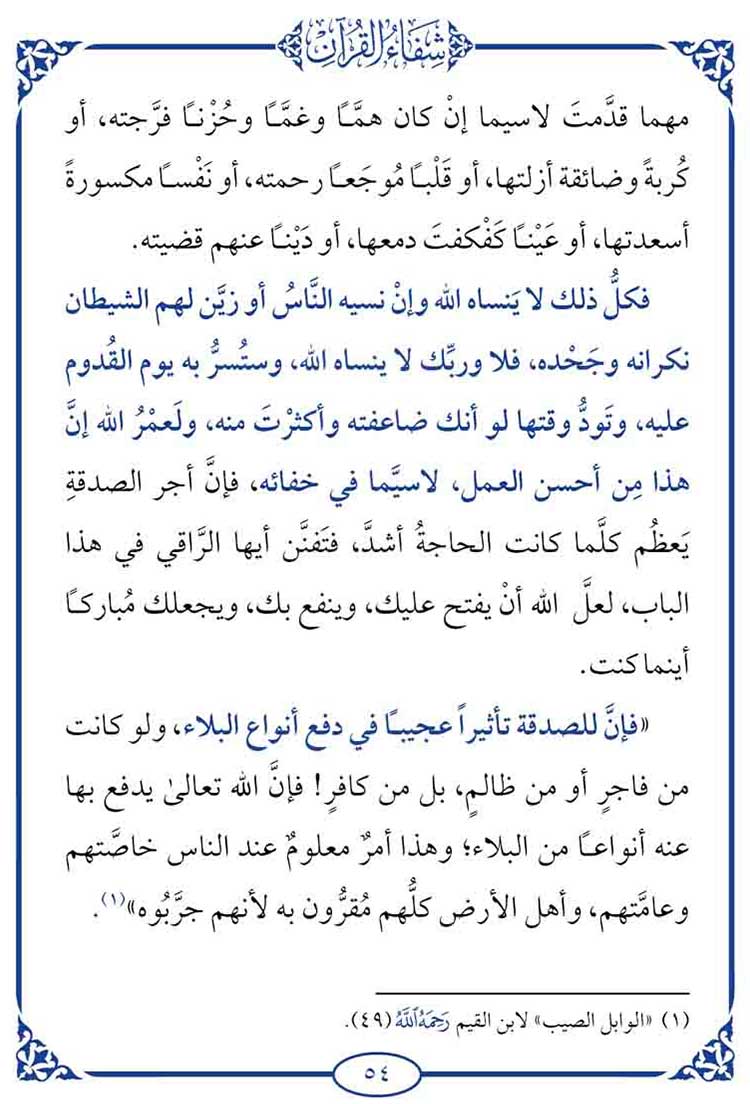 شِفَاءُ القُرْآنِ
مهما قدَّمتَ لاسيما إنْ كان همًّا وغمًّا وحُزْنًا فرَّجته، أو
كُربةً وضائقة أزلتها، أو قَلْبًا مُوجَعًا رحمته، أو نَفْسًا مكسورةً
أسعدتها، أو عَيْنًا كَفْكفتَ دمعها، أو دَيْنًا عنهم قضيته.
فكلُّ ذلك لا يَنساه الله وإنْ نسيه النَّاسُ أو زيَّن لهم الشيطان
نكرانه وجَحْده، فلا وربِّك لا ينساه الله، وستُسرُّ به يوم القُدوم
عليه، وتَودُّ وقتها لو أنك ضاعفته وأكثرْتَ منه، ولَعمْرُ الله إنَّ
هذا مِن أحسن العمل، لاسيَّما في خفائه، فإنَّ أجر الصدقةِ
يَعظُم كلَّما كانت الحاجةُ أشدَّ، فتَفنَّن أيها الرَّاقي في هذا
الباب، لعلَّ الله أنْ يفتح عليك، وينفع بك، ويجعلك مُباركًا
أينما كنت.
«فإنَّ للصدقة تأثيراً عجيبًا في دفع أنواع البلاء، ولو كانت
من فاجرٍ أو من ظالمٍ، بل من كافرٍ! فإنَّ الله تعالىٰ يدفع بها
عنه أنواعًا من البلاء؛ وهذا أمرٌ معلومٌ عند الناس خاصَّتهم
وعامَّتهم، وأهل الأرض كلُّهم مُقرُّون به لأنهم جرَّبُوه»(١).
(١) «الوابل الصيب» لابن القيم رَحِمَهُ ٱللَّهُ (٤٩).
٥٤